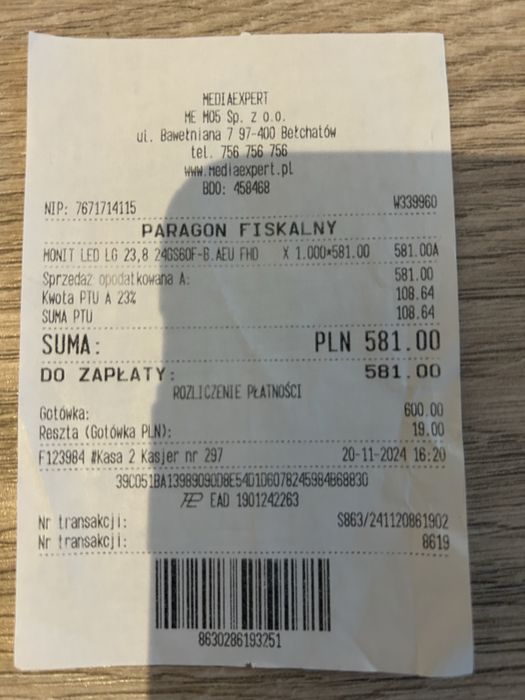 MEDIAEXPERT
ME M05 Sp. Z o.o.
ul. Bawełniana 7 97-400 Bełchatów
tel. 756 756 756
www.mediaexpert.pl
BDO: 458468
NIP: 7671714115 W339960
PARAGON FISKALNY
MONIT LED LG 23,8 24GS60F-B.AEU FHD X 1.000*581.00 581.00A
Sprzedaż opodatkowana A: 581.00
Kwota PTU A 23% 108.64
SUMA PTU 108.64
SUMA: PLN 581.00
DO ZAPŁATY: 581.00
ROZLICZENIE PŁATNOŚCI
Gotówka: 600.00
Reszta (Gotówka PLN): 19.00
F123984 #Kasa 2 Kasjer nr 297 20-11-2024 16:20
39C051BA13989090D8E54D1D6078245984B68830
EAD 1901242263
Nr transakcji: S863/241120861902
Nr transakcji: 8619
8630286193251